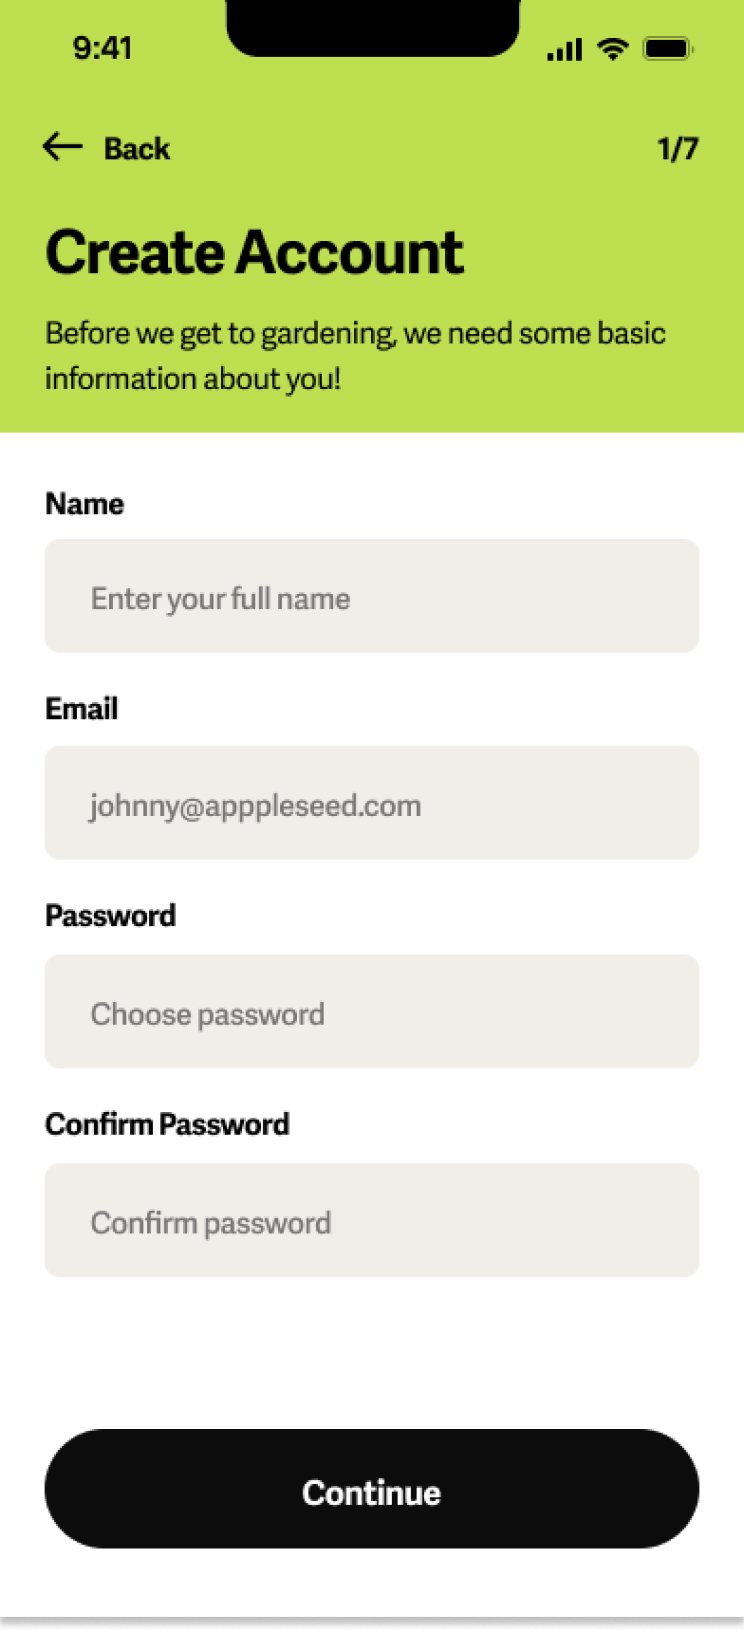 9:41
Back
1/7
Create Account
Before we get to gardening, we need some basic
information about you!
Name
Enter your full name
Email
johnny@apppleseed.com
Password
Choose password
Confirm Password
Confirm password
Continue